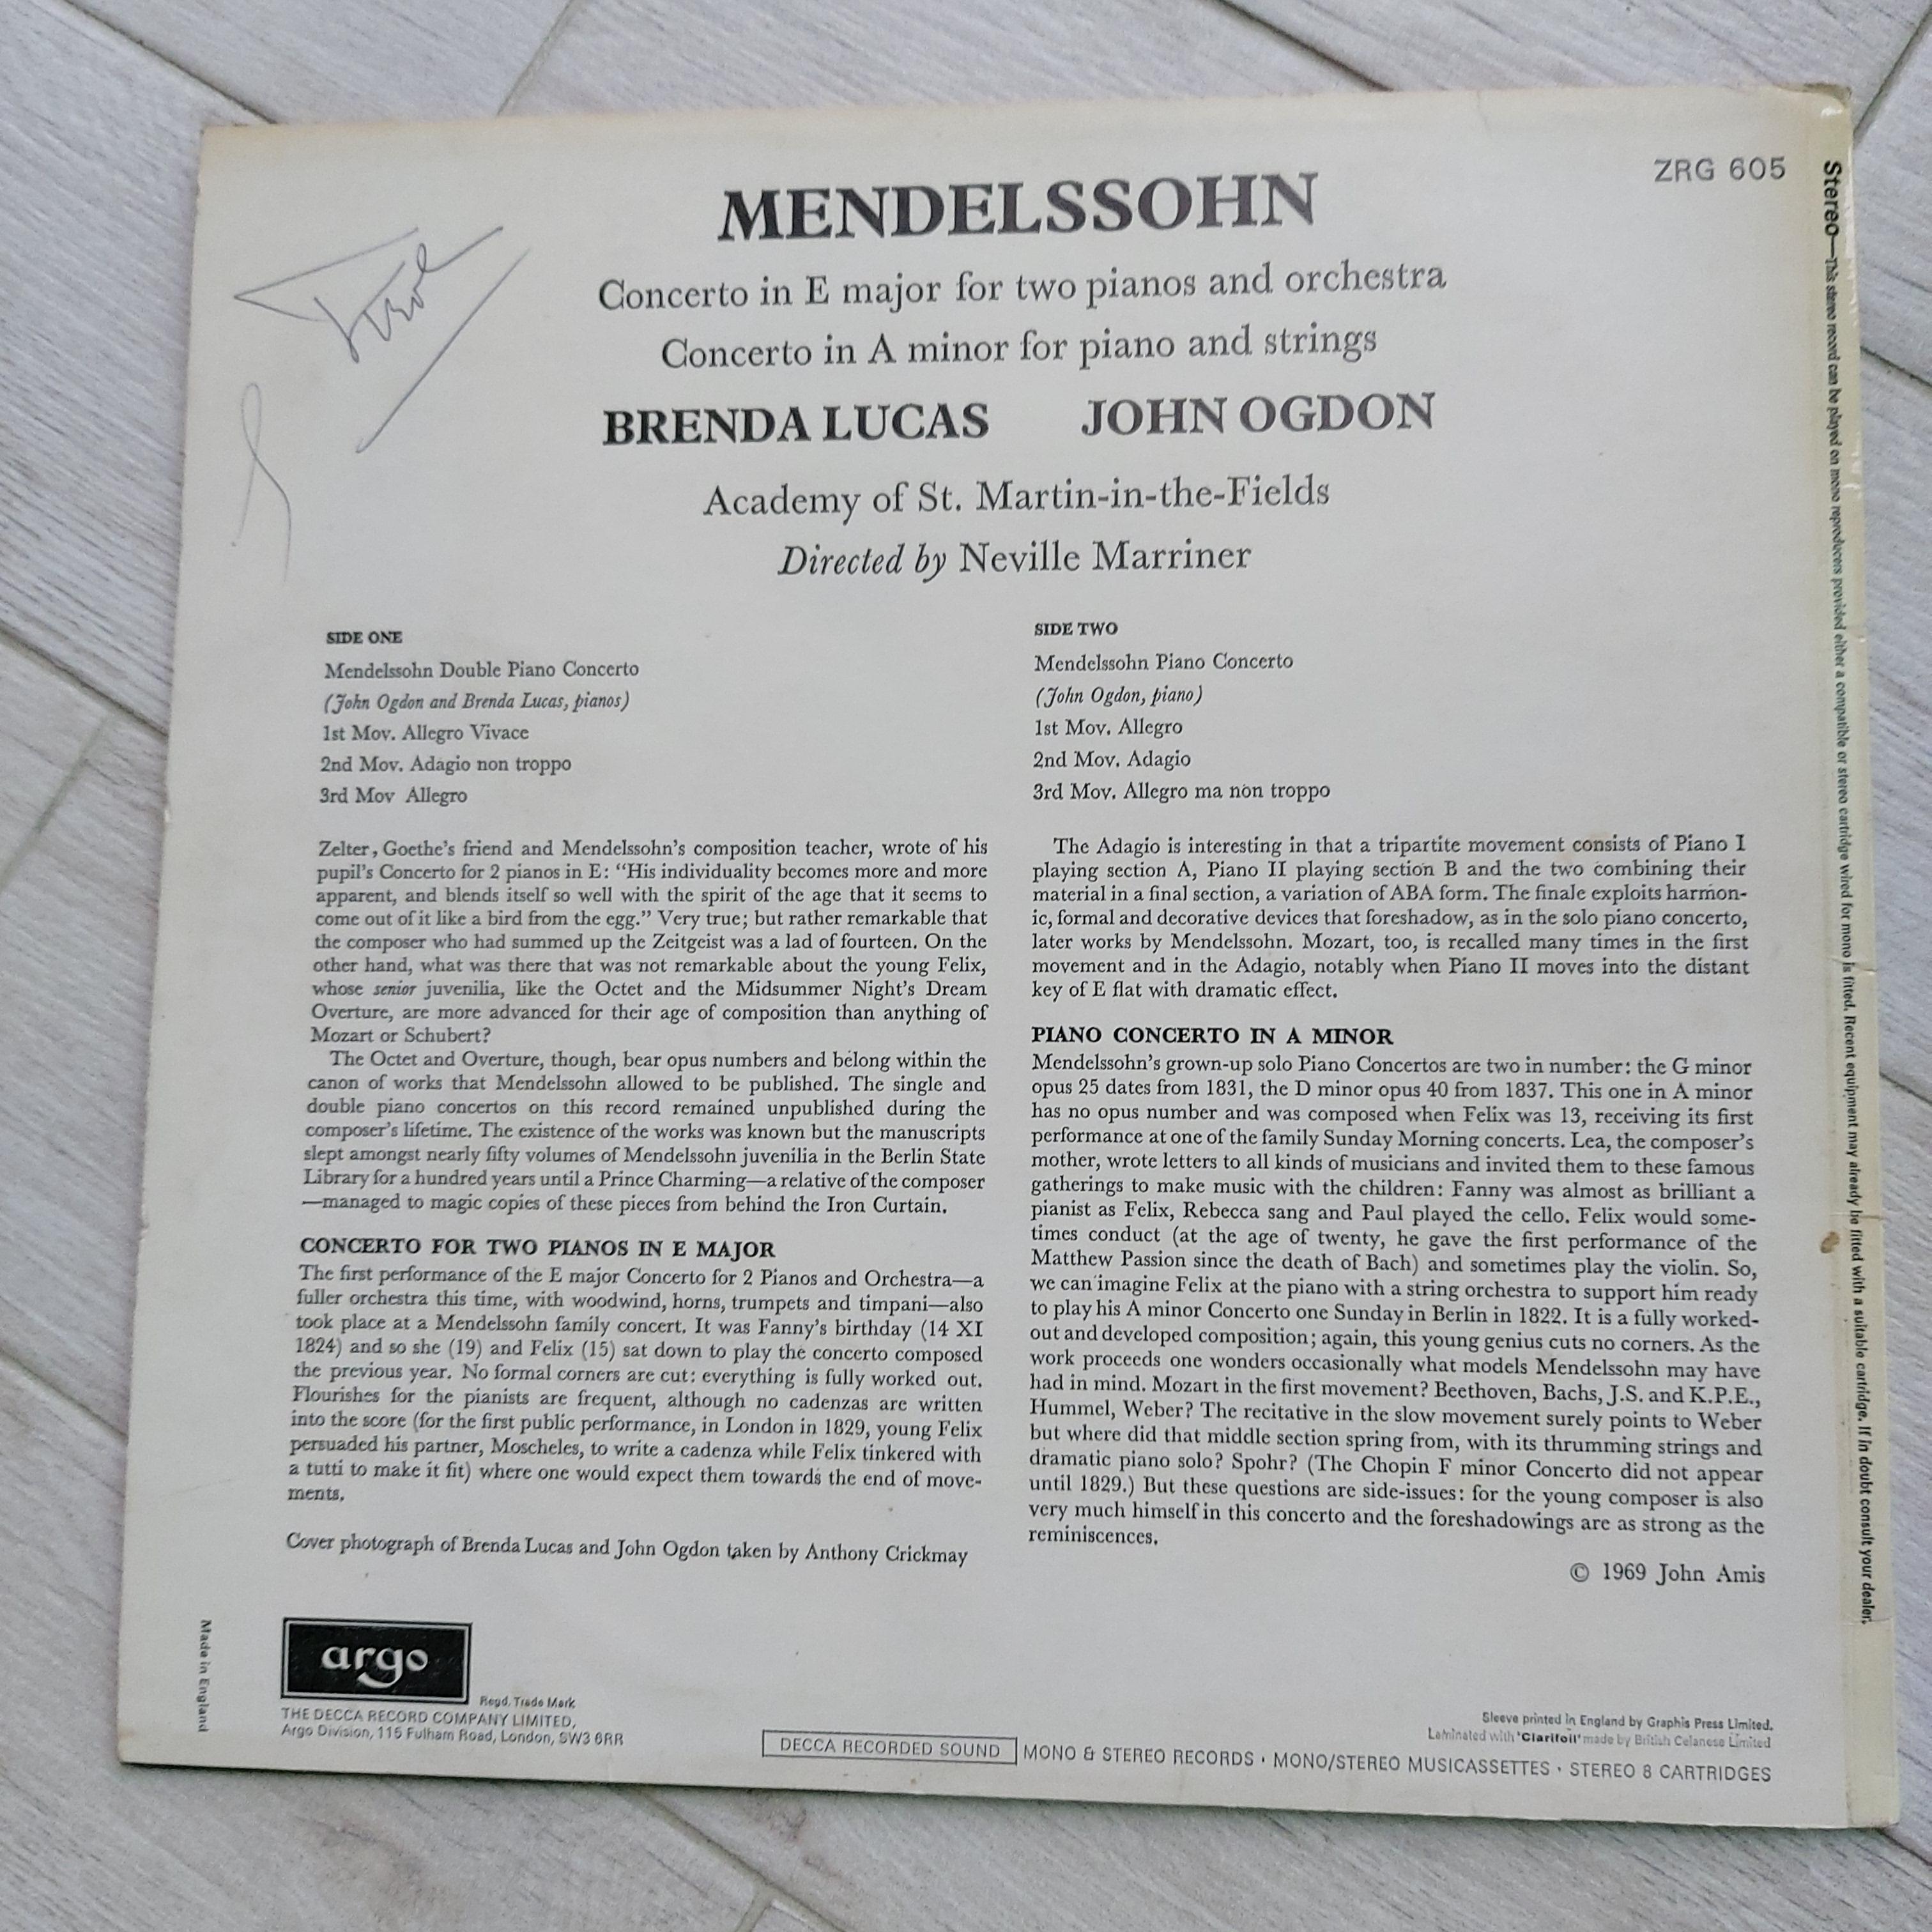 ZRG 605
MENDELSSOHN
Concerto in E major for two pianos and orchestra
Concerto in A minor for piano and strings
BRENDA LUCAS JOHN OGDON
Academy of St. Martin-in-the-Fields
Directed by Neville Marriner
SIDE ONE
Mendelssohn Double Piano Concerto
(John Ogdon and Brenda Lucas, pianos)
1st Mov. Allegro Vivace
2nd Mov. Adagio non troppo
3rd Mov Allegro
SIDE TWO
Mendelssohn Piano Concerto
(John Ogdon, piano)
1st Mov. Allegro
2nd Mov. Adagio
3rd Mov. Allegro ma non troppo
Zelter, Goethe's friend and Mendelssohn's composition teacher, wrote of his
pupil's Concerto for 2 pianos in E: “His individuality becomes more and more
apparent, and blends itself so well with the spirit of the age that it seems to
come out of it like a bird from the egg.” Very true; but rather remarkable that
the composer who had summed up the Zeitgeist was a lad of fourteen. On the
other hand, what was there that was not remarkable about the young Felix,
whose senior juvenilia, like the Octet and the Midsummer Night's Dream
Overture, are more advanced for their age of composition than anything of
Mozart or Schubert?
The Octet and Overture, though, bear opus numbers and belong within the
canon of works that Mendelssohn allowed to be published. The single and
double piano concertos on this record remained unpublished during the
composer's lifetime. The existence of the works was known but the manuscripts
slept amongst nearly fifty volumes of Mendelssohn juvenilia in the Berlin State
Library for a hundred years until a Prince Charming—a relative of the composer
—managed to magic copies of these pieces from behind the Iron Curtain.
CONCERTO FOR TWO PIANOS IN E MAJOR
The first performance of the E major Concerto for 2 Pianos and Orchestra—a
fuller orchestra this time, with woodwind, horns, trumpets and timpani—also
took place at a Mendelssohn family concert. It was Fanny's birthday (14 XI
1824) and so she (19) and Felix (15) sat down to play the concerto composed
the previous year. No formal corners are cut: everything is fully worked out.
Flourishes for the pianists are frequent, although no cadenzas are written
into the score (for the first public performance, in London in 1829, young Felix
persuaded his partner, Moscheles, to write a cadenza while Felix tinkered with
a tutti to make it fit) where one would expect them towards the end of move-
ments.
Cover photograph of Brenda Lucas and John Ogdon taken by Anthony Crickmay
The Adagio is interesting in that a tripartite movement consists of Piano I
playing section A, Piano II playing section B and the two combining their
material in a final section, a variation of ABA form. The finale exploits harmon-
ic, formal and decorative devices that foreshadow, as in the solo piano concerto,
later works by Mendelssohn. Mozart, too, is recalled many times in the first
movement and in the Adagio, notably when Piano II moves into the distant
key of E flat with dramatic effect.
PIANO CONCERTO IN A MINOR
Mendelssohn's grown-up solo Piano Concertos are two in number: the G minor
opus 25 dates from 1831, the D minor opus 40 from 1837. This one in A minor
has no opus number and was composed when Felix was 13, receiving its first
performance at one of the family Sunday Morning concerts. Lea, the composer's
mother, wrote letters to all kinds of musicians and invited them to these famous
gatherings to make music with the children: Fanny was almost as brilliant a
pianist as Felix, Rebecca sang and Paul played the cello. Felix would some-
times conduct (at the age of twenty, he gave the first performance of the
Matthew Passion since the death of Bach) and sometimes play the violin. So,
we can imagine Felix at the piano with a string orchestra to support him ready
to play his A minor Concerto one Sunday in Berlin in 1822. It is a fully worked-
out and developed composition; again, this young genius cuts no corners. As the
work proceeds one wonders occasionally what models Mendelssohn may have
had in mind. Mozart in the first movement? Beethoven, Bachs, J.S. and K.P.E.,
Hummel, Weber? The recitative in the slow movement surely points to Weber
but where did that middle section spring from, with its thrumming strings and
dramatic piano solo? Spohr? (The Chopin F minor Concerto did not appear
until 1829.) But these questions are side-issues: for the young composer is also
very much himself in this concerto and the foreshadowings are as strong as the
reminiscences.
© 1969 John Amis
Made in England
argo
Regd. Trade Mark
THE DECCA RECORD COMPANY LIMITED,
Argo Division, 115 Fulham Road, London, SW3 6RR
DECCA RECORDED SOUND MONO & STEREO RECORDS · MONO/STEREO MUSICASSETTES · STEREO 8 CARTRIDGES
Sleeve printed in England by Graphis Press Limited.
Laminated with 'Clarifoil' made by British Celanese Limited
Stereo—This stereo record can be played on mono reproducers provided either a compatible or stereo cartridge wired for mono is fitted. Recent equipment may already be fitted with a suitable cartridge. If in doubt consult your dealer.